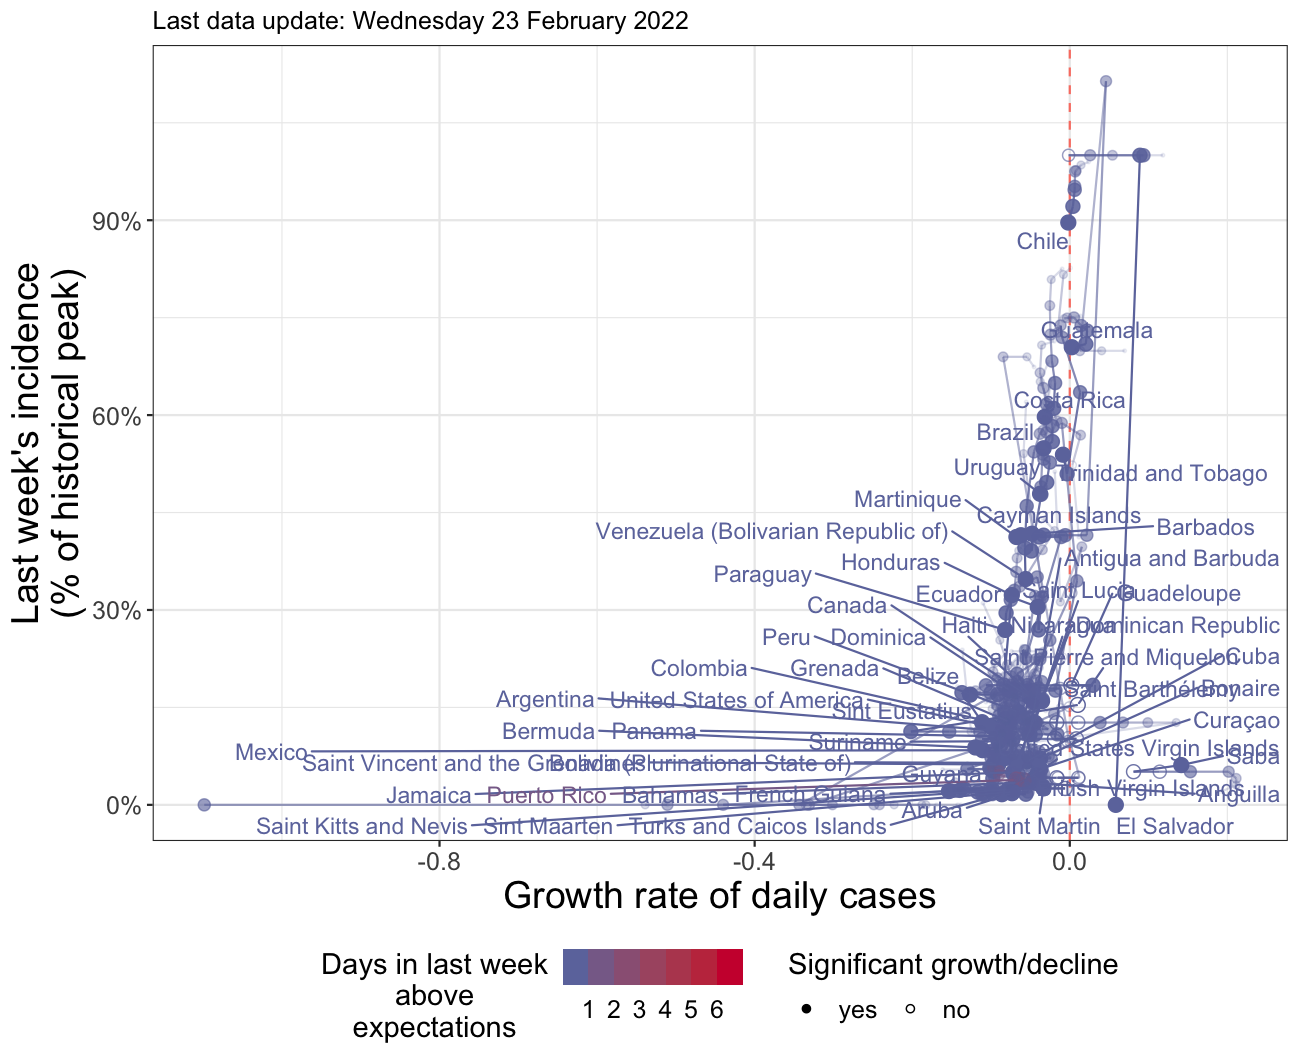 Last data update: Wednesday 23 February 2022
Last week's incidence
(% of historical peak)
90%
60%
30%
0%
Chile
Guatemala
Costa Rica
Brazil
Uruguay
Trinidad and Tobago
Martinique
Cayman Islands
Barbados
Venezuela (Bolivarian Republic of)
Antigua and Barbuda
Honduras
Paraguay
Ecuador
Saint Lucia
Guadeloupe
Canada
Haiti
Nicaragua
Dominican Republic
Peru
Dominica
Saint Pierre and Miquelon
Cuba
Colombia
Grenada
Belize
Saint Barthélemy
Bonaire
Argentina
United States of America
Sint Eustatius
Curaçao
Bermuda
Panama
Suriname
United States Virgin Islands
Mexico
Saint Vincent and the Grenadines
Bolivia (Plurinational State of)
Saba
Guyana
British Virgin Islands
Anguilla
Jamaica
Puerto Rico
Bahamas
French Guiana
Aruba
Saint Kitts and Nevis
Sint Maarten
Turks and Caicos Islands
Saint Martin
El Salvador
-0.8
-0.4
0.0
Growth rate of daily cases
Days in last week
above
expectations
1 2 3 4 5 6
Significant growth/decline
yes
no